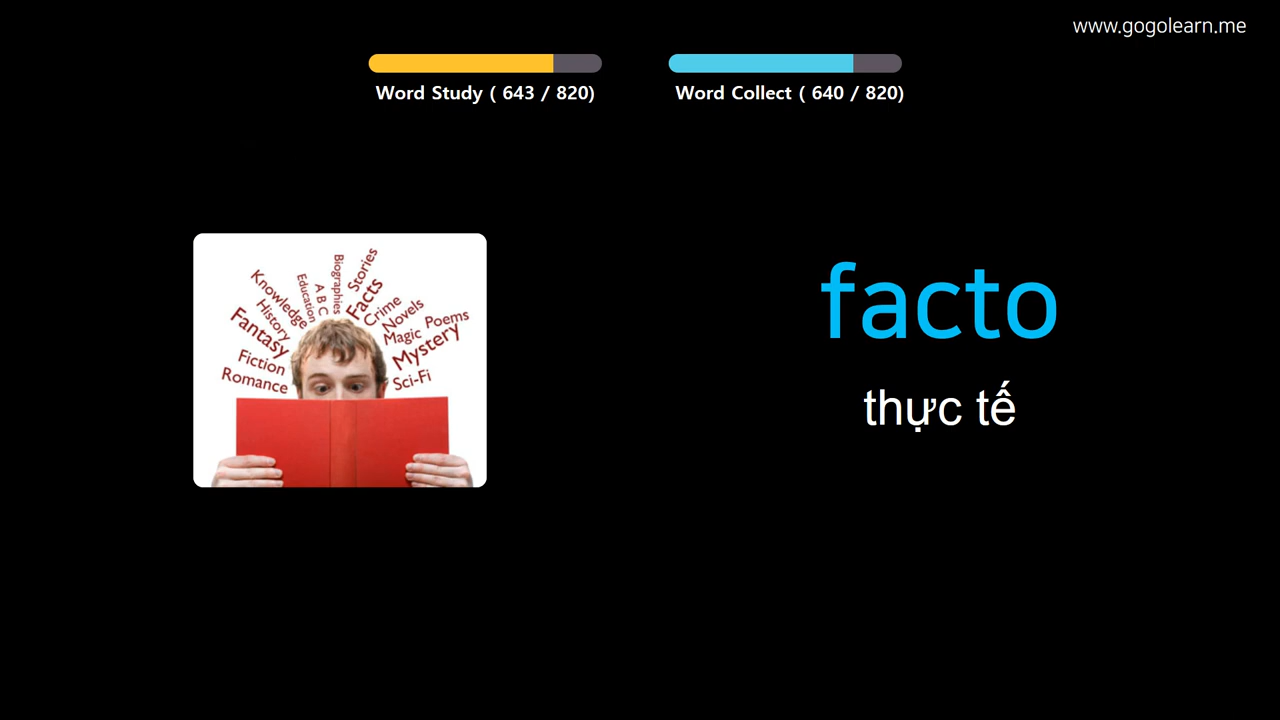 www.gogolearn.me
Word Study ( 643 / 820)
Word Collect ( 640 / 820)
Knowledge
History
Fantasy
Fiction
Romance
Education
A B C
Biographies
Stories
Facts
Crime
Novels
Magic
Poems
Mystery
Sci-Fi
facto
thực tế